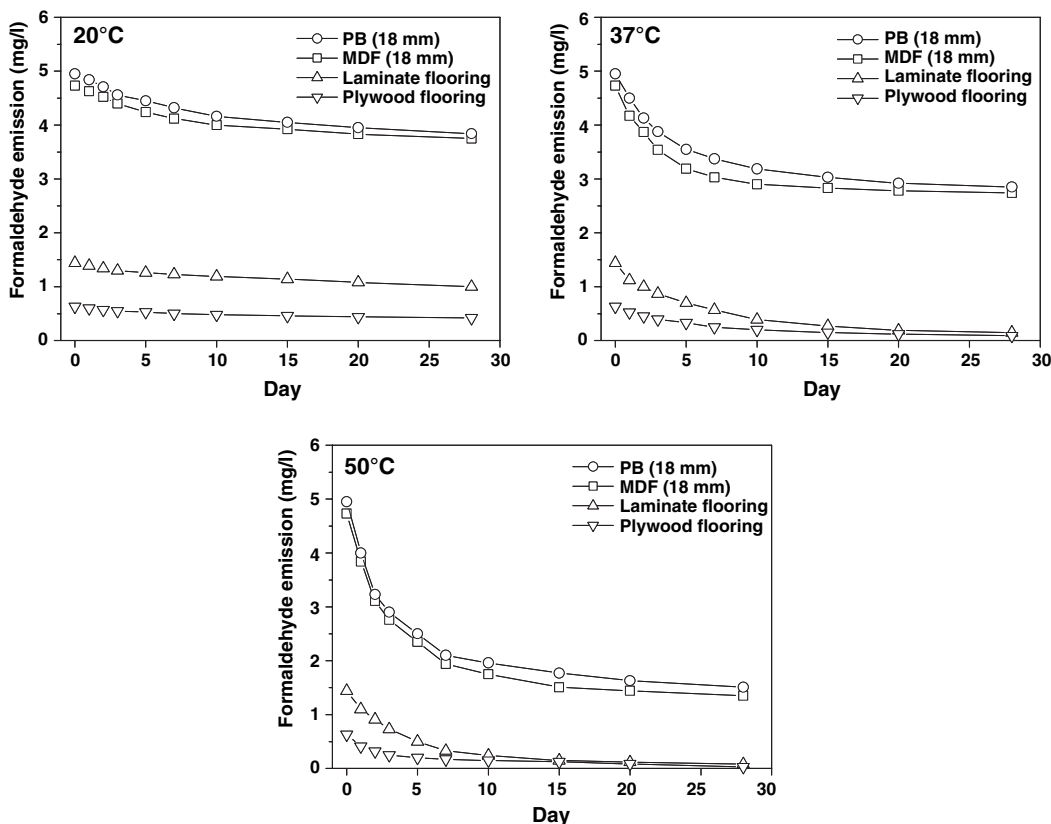 20°C
PB (18 mm)
MDF (18 mm)
Laminate flooring
Plywood flooring
Formaldehyde emission (mg/l)
6
5
4
3
2
1
0
0 5 10 15 20 25 30
Day
37°C
PB (18 mm)
MDF (18 mm)
Laminate flooring
Plywood flooring
Formaldehyde emission (mg/l)
6
5
4
3
2
1
0
0 5 10 15 20 25 30
Day
50°C
PB (18 mm)
MDF (18 mm)
Laminate flooring
Plywood flooring
Formaldehyde emission (mg/l)
6
5
4
3
2
1
0
0 5 10 15 20 25 30
Day